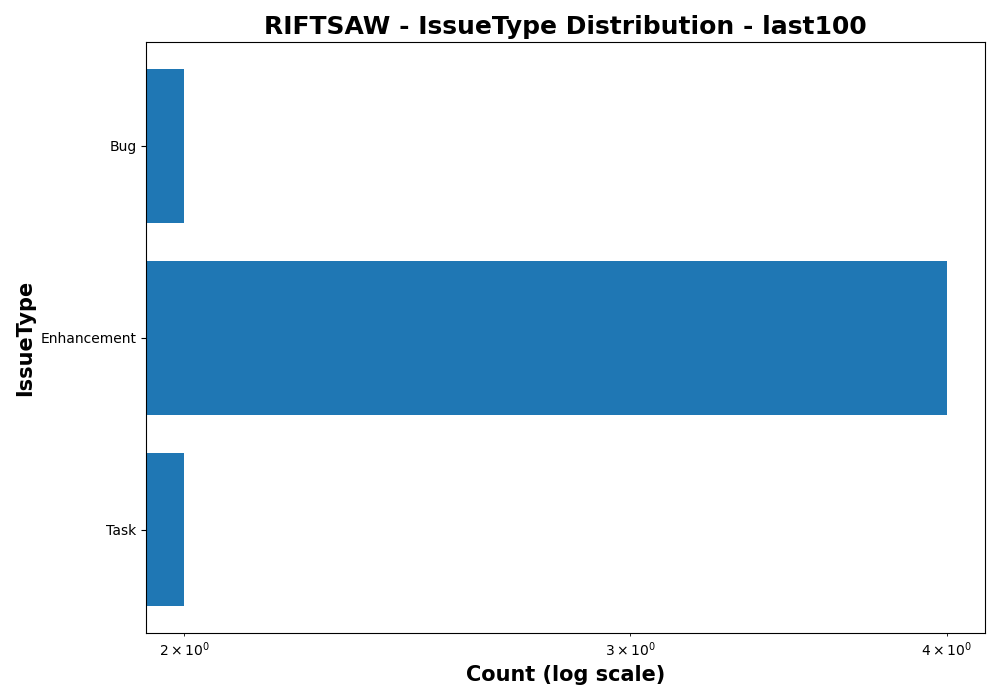 RIFTSAW - IssueType Distribution - last100
Bug
Enhancement
Task
IssueType
2 × 10⁰
3 × 10⁰
4 × 10⁰
Count (log scale)